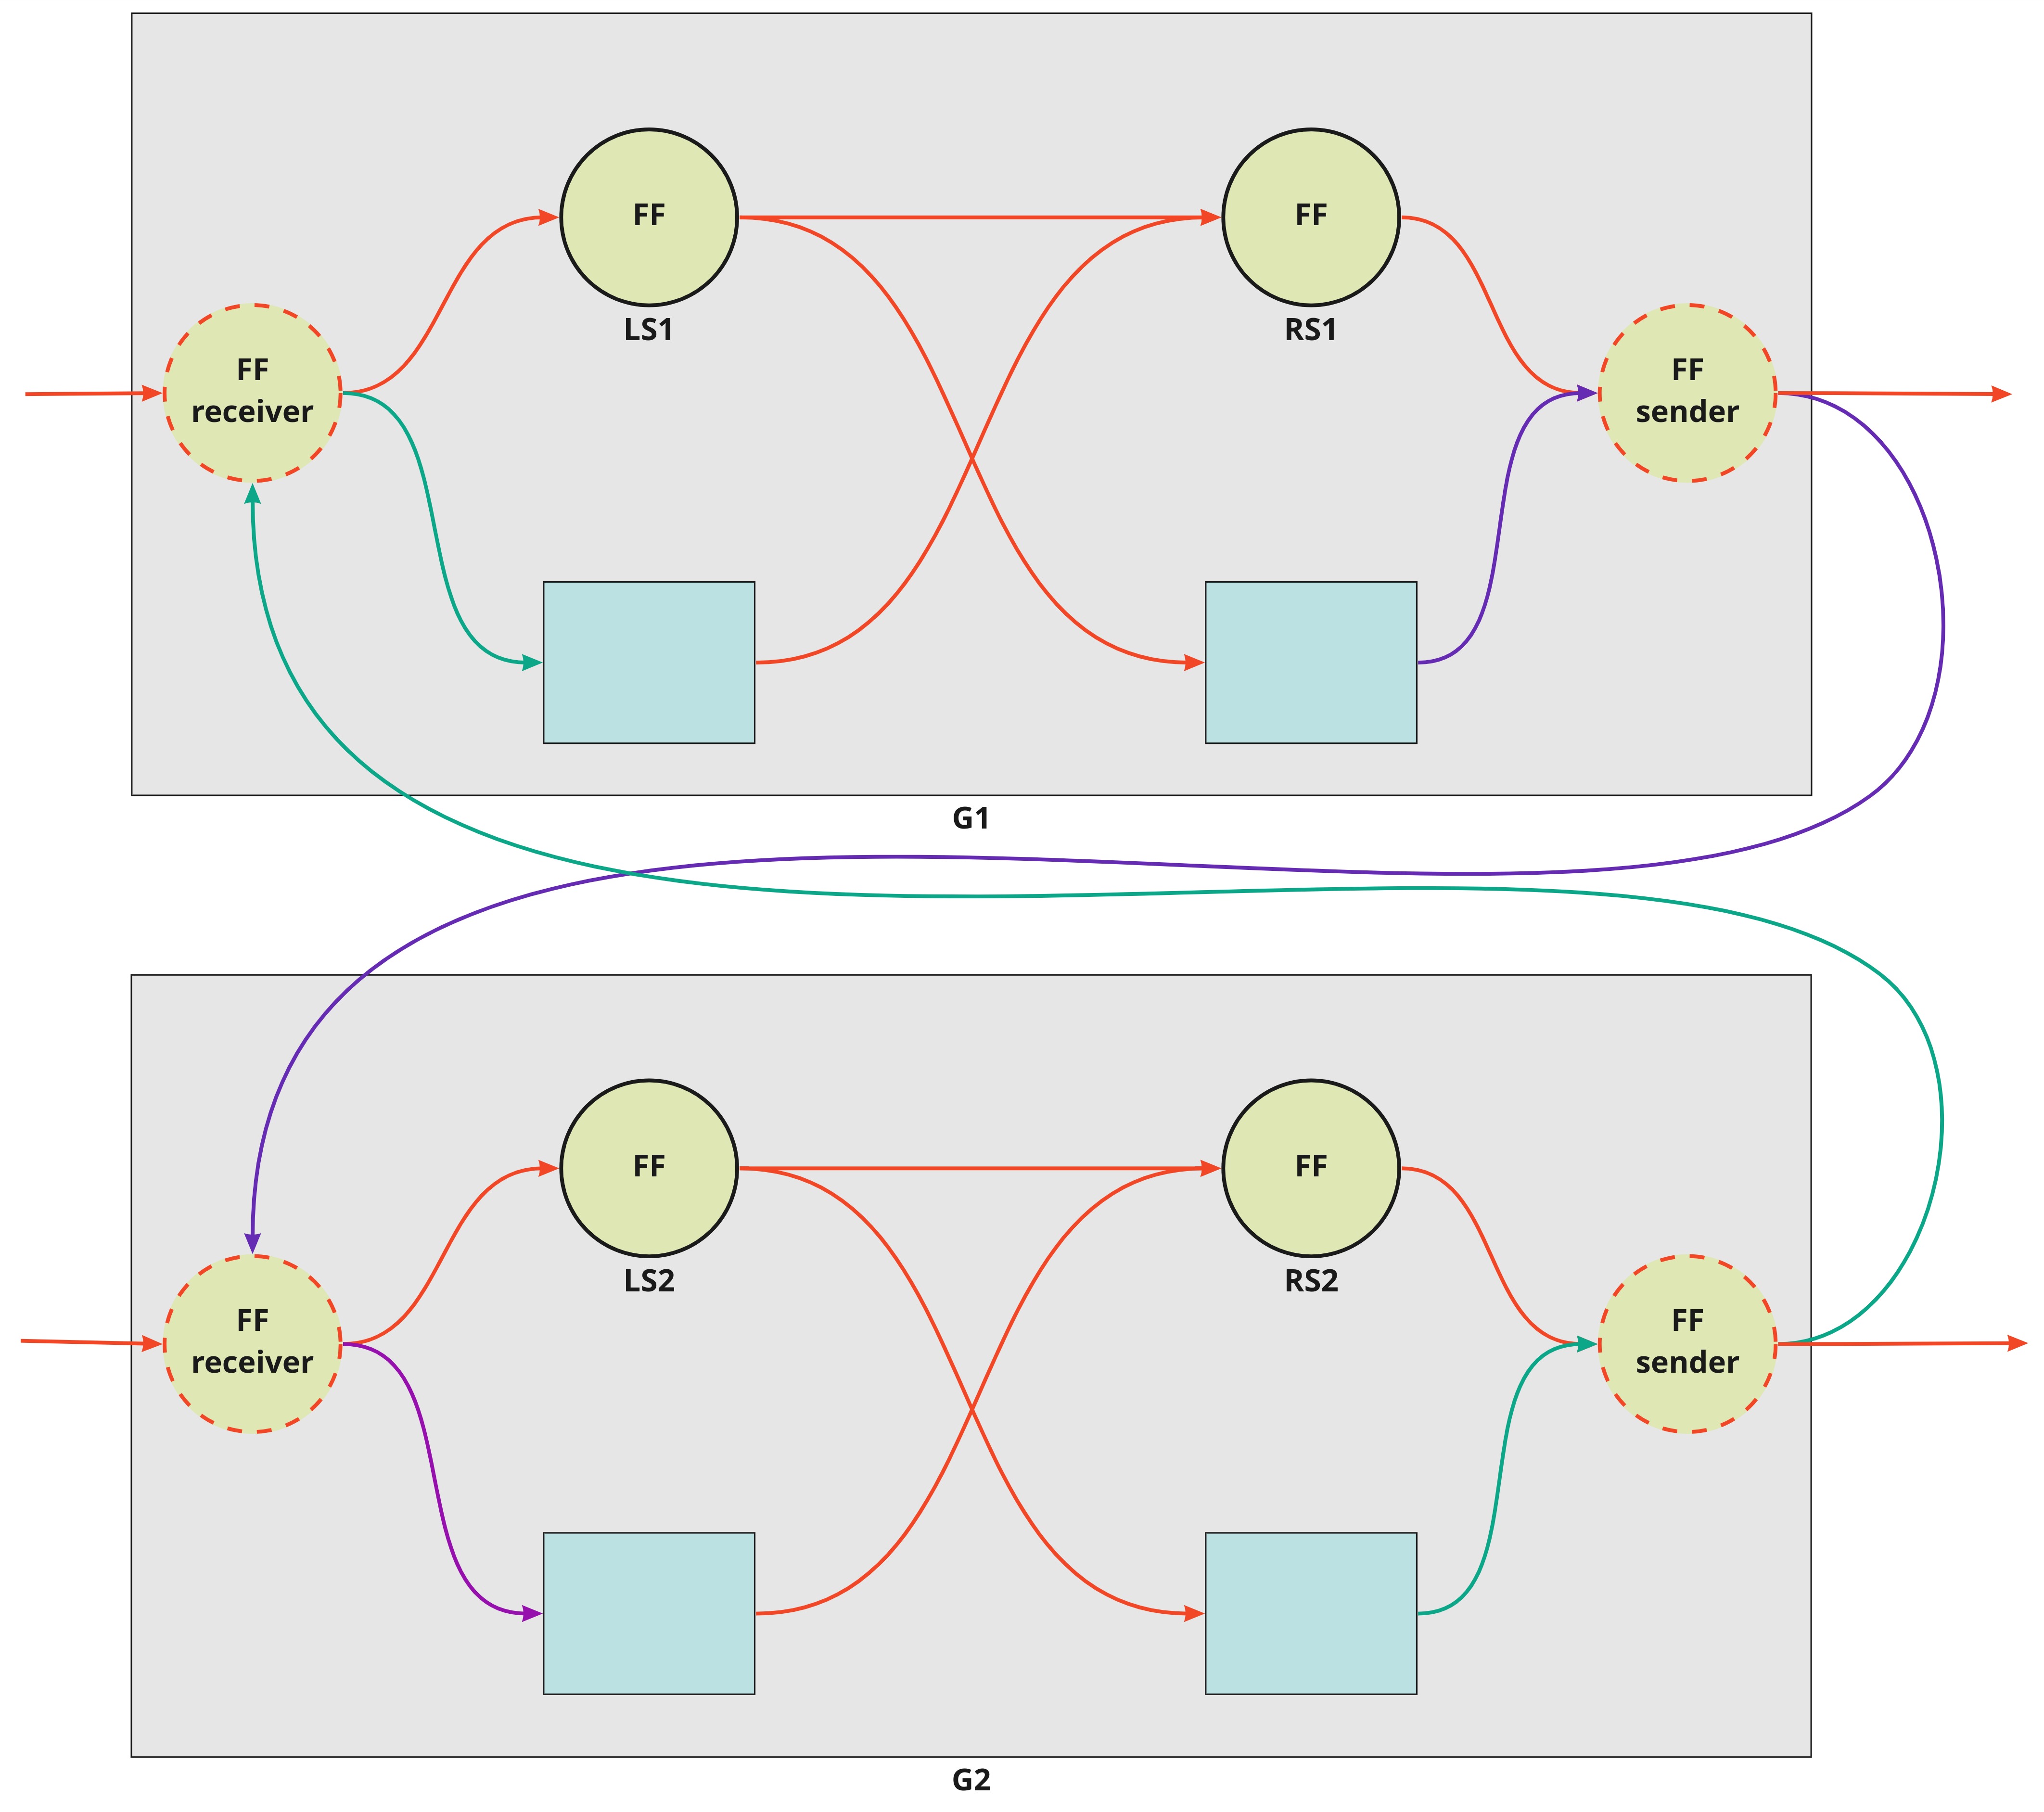 FF
FF
LS1
RS1
FF
receiver
FF
sender
G1
FF
FF
LS2
RS2
FF
receiver
FF
sender
G2